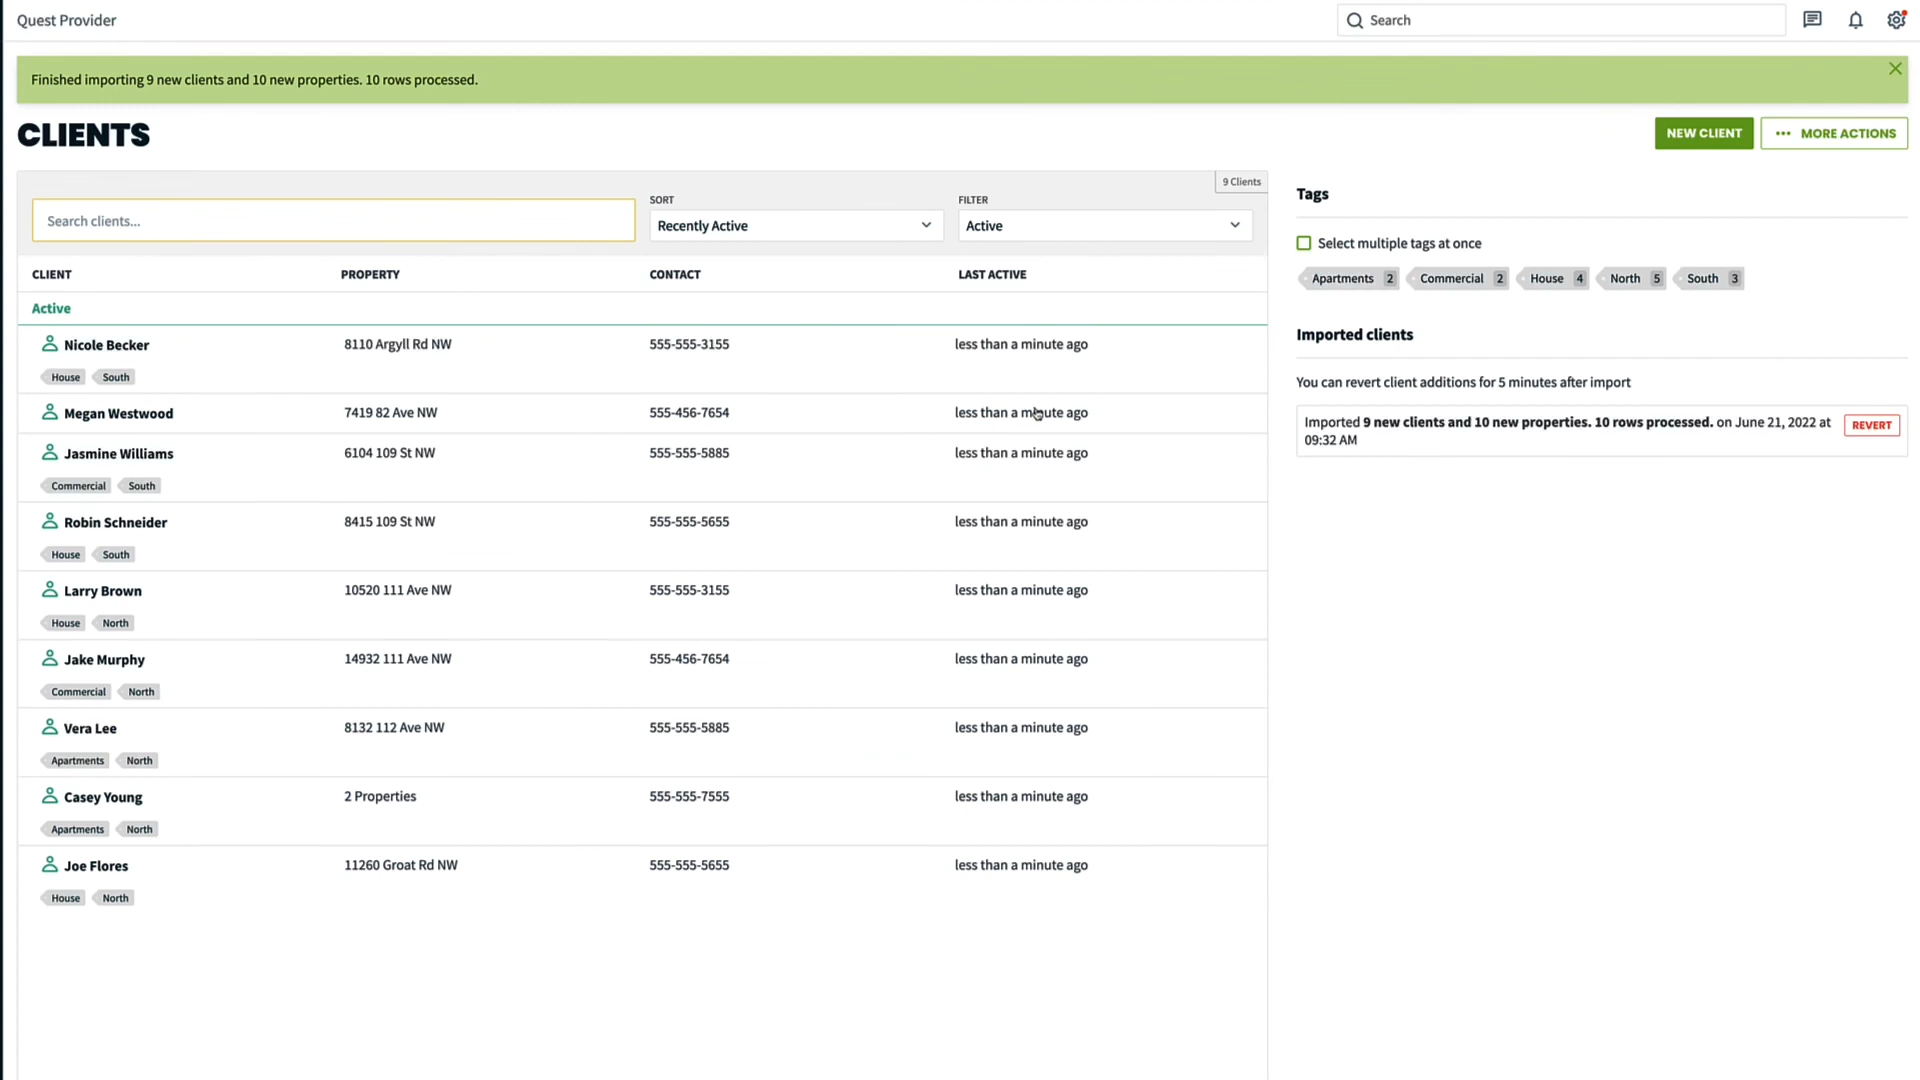 Quest Provider
Search
Finished importing 9 new clients and 10 new properties. 10 rows processed.
CLIENTS
NEW CLIENT
MORE ACTIONS
9 Clients
Search clients...
SORT
Recently Active
FILTER
Active
CLIENT PROPERTY CONTACT LAST ACTIVE
Active
Nicole Becker 8110 Argyll Rd NW 555-555-3155 less than a minute ago
House South
Megan Westwood 7419 82 Ave NW 555-456-7654 less than a minute ago
Jasmine Williams 6104 109 St NW 555-555-5885 less than a minute ago
Commercial South
Robin Schneider 8415 109 St NW 555-555-5655 less than a minute ago
House South
Larry Brown 10520 111 Ave NW 555-555-3155 less than a minute ago
House North
Jake Murphy 14932 111 Ave NW 555-456-7654 less than a minute ago
Commercial North
Vera Lee 8132 112 Ave NW 555-555-5885 less than a minute ago
Apartments North
Casey Young 2 Properties 555-555-7555 less than a minute ago
Apartments North
Joe Flores 11260 Groat Rd NW 555-555-5655 less than a minute ago
House North
Tags
Select multiple tags at once
Apartments 2 Commercial 2 House 4 North 5 South 3
Imported clients
You can revert client additions for 5 minutes after import
Imported 9 new clients and 10 new properties. 10 rows processed. on June 21, 2022 at
09:32 AM
REVERT